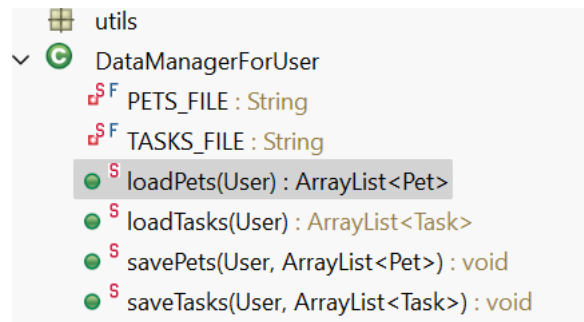 utils
C DataManagerForUser
S F PETS_FILE : String
S F TASKS_FILE : String
S loadPets(User) : ArrayList<Pet>
S loadTasks(User) : ArrayList<Task>
S savePets(User, ArrayList<Pet>) : void
S saveTasks(User, ArrayList<Task>) : void